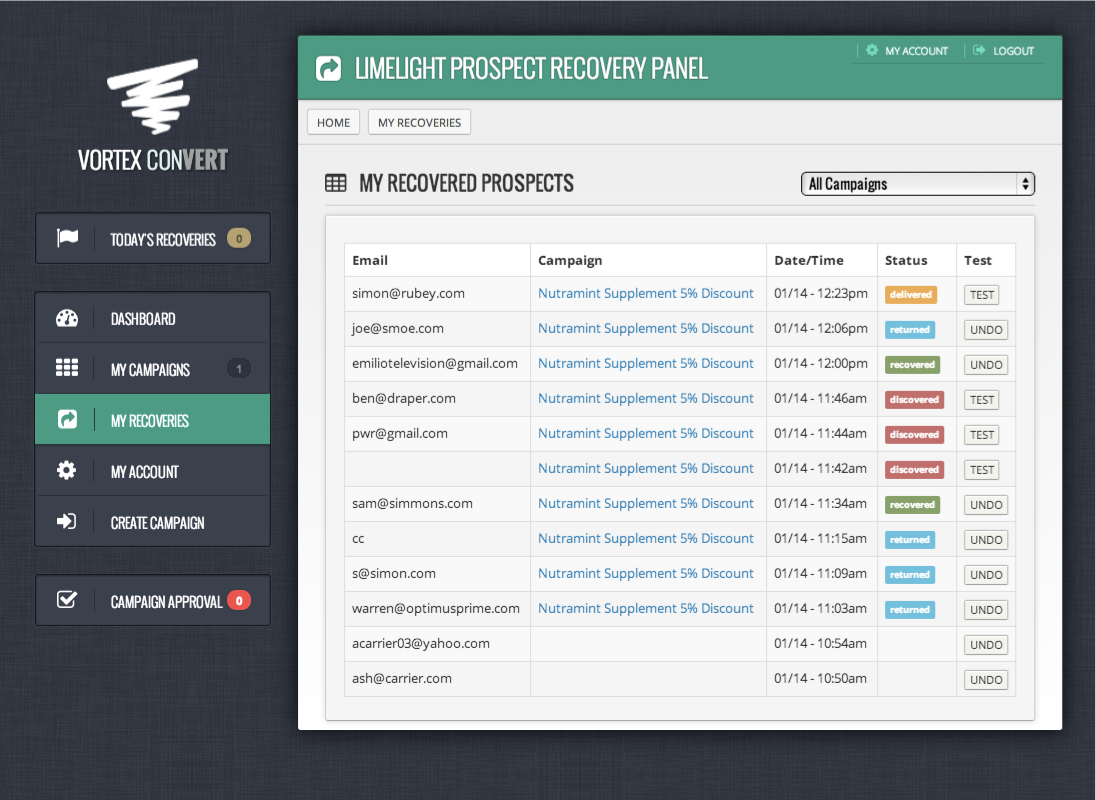 VORTEX CONVERT
TODAY'S RECOVERIES 0
DASHBOARD
MY CAMPAIGNS 1
MY RECOVERIES
MY ACCOUNT
CREATE CAMPAIGN
CAMPAIGN APPROVAL 0
LIMELIGHT PROSPECT RECOVERY PANEL
MY ACCOUNT LOGOUT
HOME MY RECOVERIES
MY RECOVERED PROSPECTS All Campaigns
Email Campaign Date/Time Status Test
simon@rubey.com Nutramint Supplement 5% Discount 01/14 - 12:23pm delivered TEST
joe@smoe.com Nutramint Supplement 5% Discount 01/14 - 12:06pm returned UNDO
emiliotelevision@gmail.com Nutramint Supplement 5% Discount 01/14 - 12:00pm recovered UNDO
ben@draper.com Nutramint Supplement 5% Discount 01/14 - 11:46am discovered TEST
pwr@gmail.com Nutramint Supplement 5% Discount 01/14 - 11:44am discovered TEST
Nutramint Supplement 5% Discount 01/14 - 11:42am discovered TEST
sam@simmons.com Nutramint Supplement 5% Discount 01/14 - 11:34am recovered UNDO
cc Nutramint Supplement 5% Discount 01/14 - 11:15am returned UNDO
s@simon.com Nutramint Supplement 5% Discount 01/14 - 11:09am returned UNDO
warren@optimusprime.com Nutramint Supplement 5% Discount 01/14 - 11:03am returned UNDO
acarrier03@yahoo.com 01/14 - 10:54am UNDO
ash@carrier.com 01/14 - 10:50am UNDO